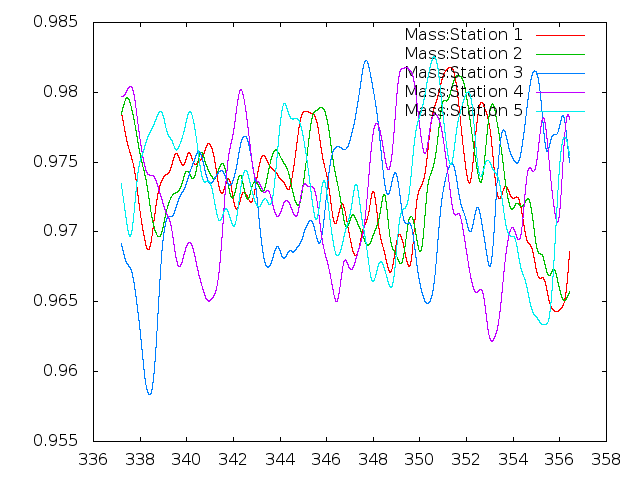 0.985
0.98
0.975
0.97
0.965
0.96
0.955
336 338 340 342 344 346 348 350 352 354 356 358
Mass:Station 1
Mass:Station 2
Mass:Station 3
Mass:Station 4
Mass:Station 5